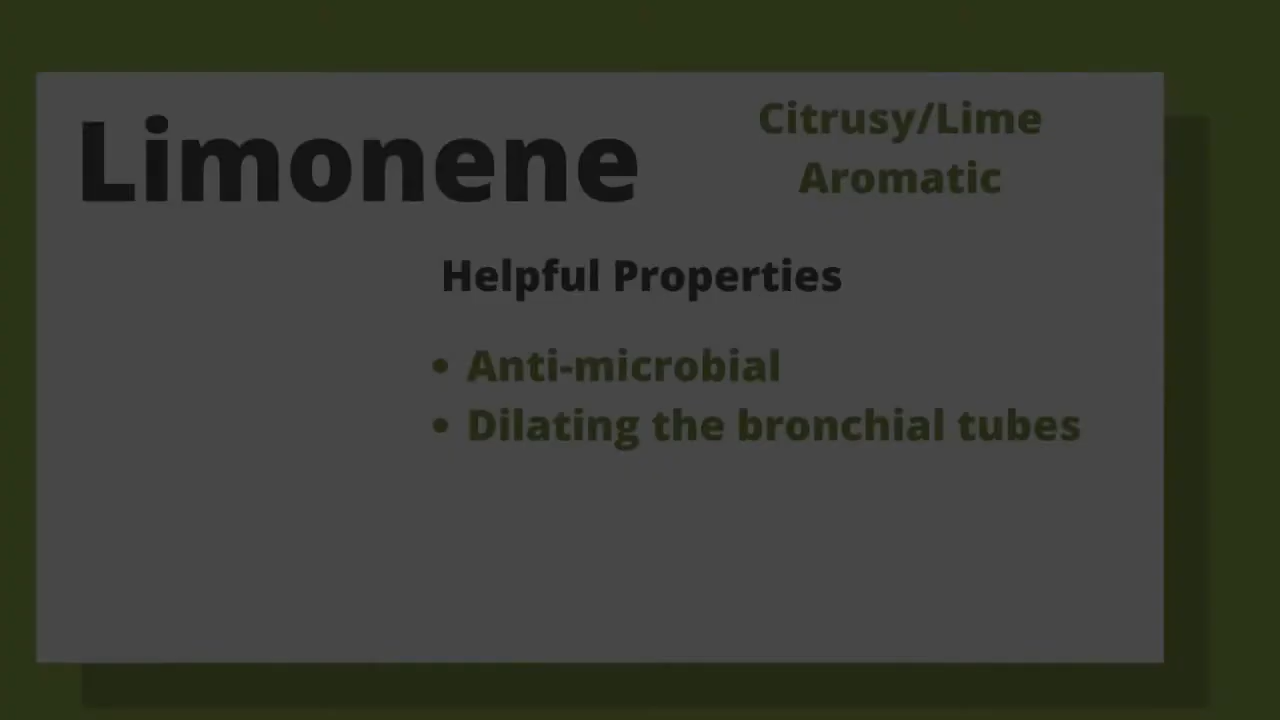 Limonene
Citrusy/Lime
Aromatic
Helpful Properties
• Anti-microbial
• Dilating the bronchial tubes